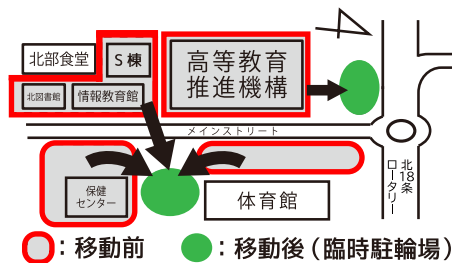 北部食堂
S棟
高等教育
推進機構
北図書館
情報教育館
メインストリート
北18条
ロータリー
保健
センター
体育館
:移動前
:移動後(臨時駐輪場)